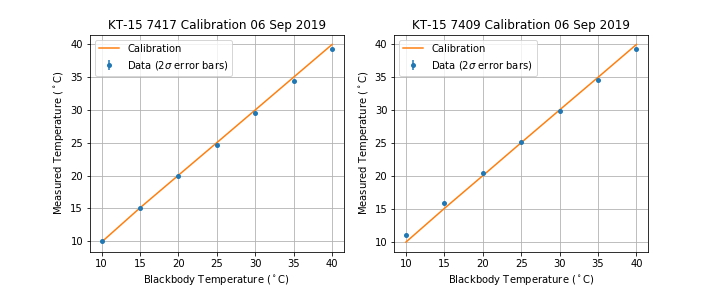 KT-15 7417 Calibration 06 Sep 2019
Calibration
Data (2σ error bars)
40
35
30
25
20
15
10
Measured Temperature (°C)
10 15 20 25 30 35 40
Blackbody Temperature (°C)
KT-15 7409 Calibration 06 Sep 2019
Calibration
Data (2σ error bars)
40
35
30
25
20
15
10
Measured Temperature (°C)
10 15 20 25 30 35 40
Blackbody Temperature (°C)